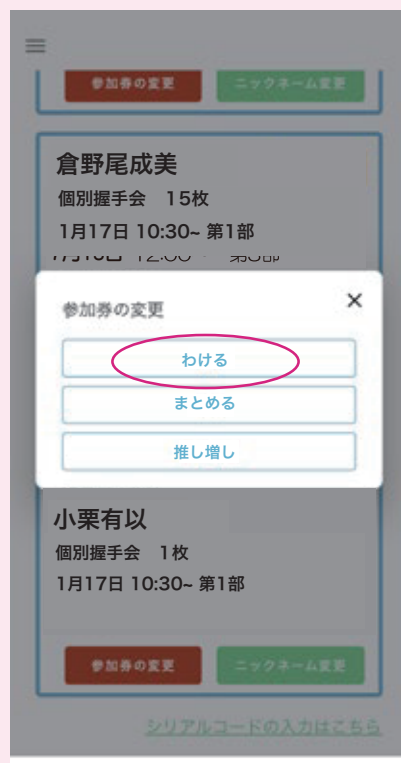 参加券の変更 ニックネーム変更
倉野尾成美
個別握手会 15枚
1月17日 10:30~ 第1部
参加券の変更 ×
わける
まとめる
推し増し
小栗有以
個別握手会 1枚
1月17日 10:30~ 第1部
参加券の変更 ニックネーム変更
シリアルコードの入力はこちら